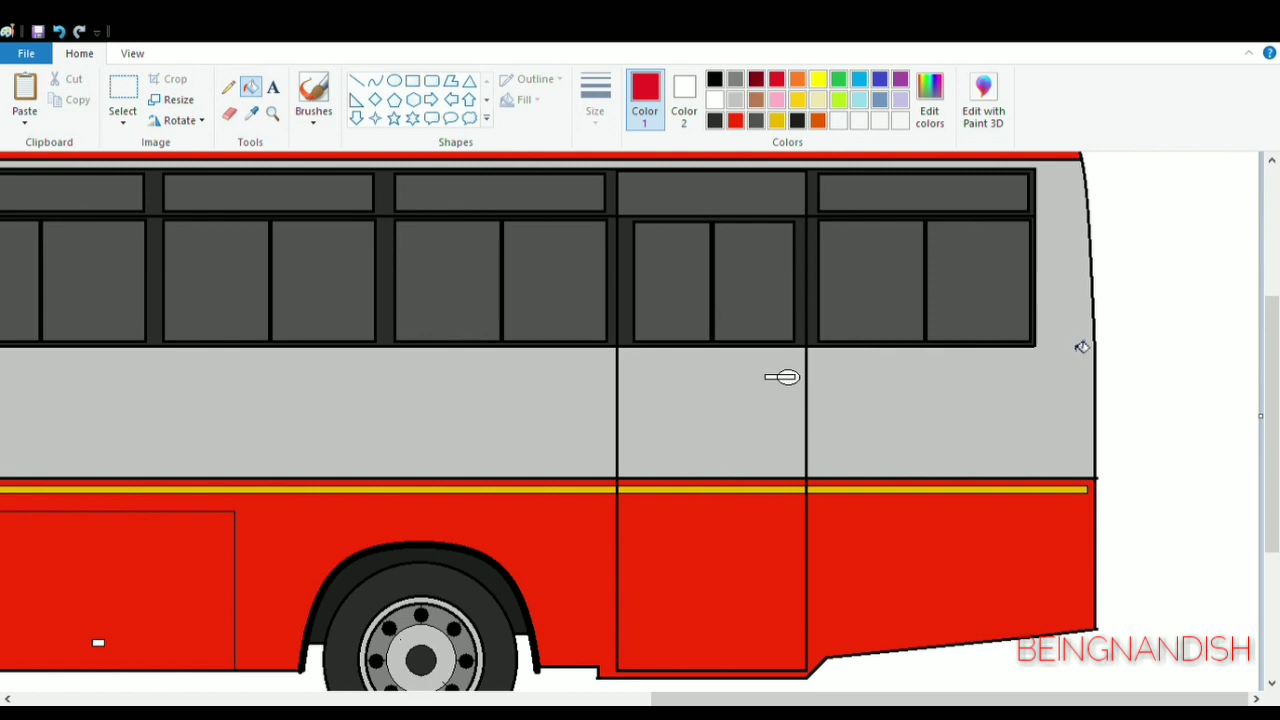 File Home View
Paste
Cut
Copy
Clipboard
Select
Crop
Resize
Rotate
Image
A
Tools
Brushes
Shapes
Outline
Fill
Size
Color 1
Color 2
Edit colors
Colors
Edit with Paint 3D
BEINGNANDISH